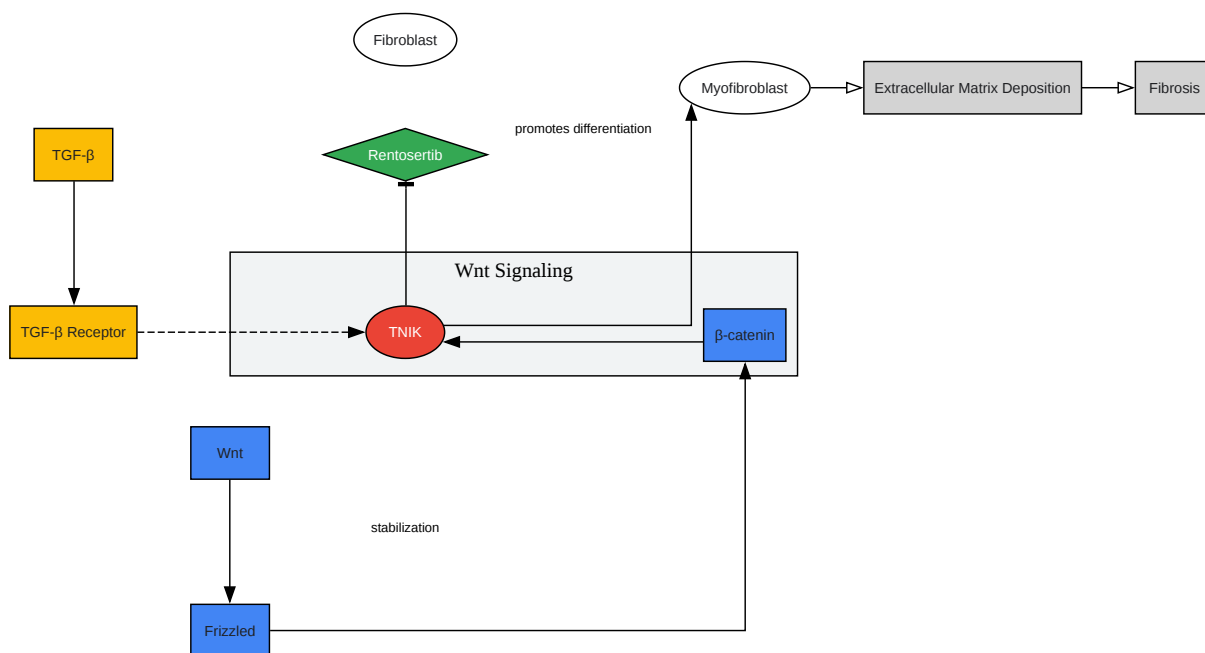 Fibroblast
Myofibroblast
Extracellular Matrix Deposition
Fibrosis
promotes differentiation
TGF-β
Rentosertib
Wnt Signaling
TGF-β Receptor
TNIK
β-catenin
Wnt
stabilization
Frizzled